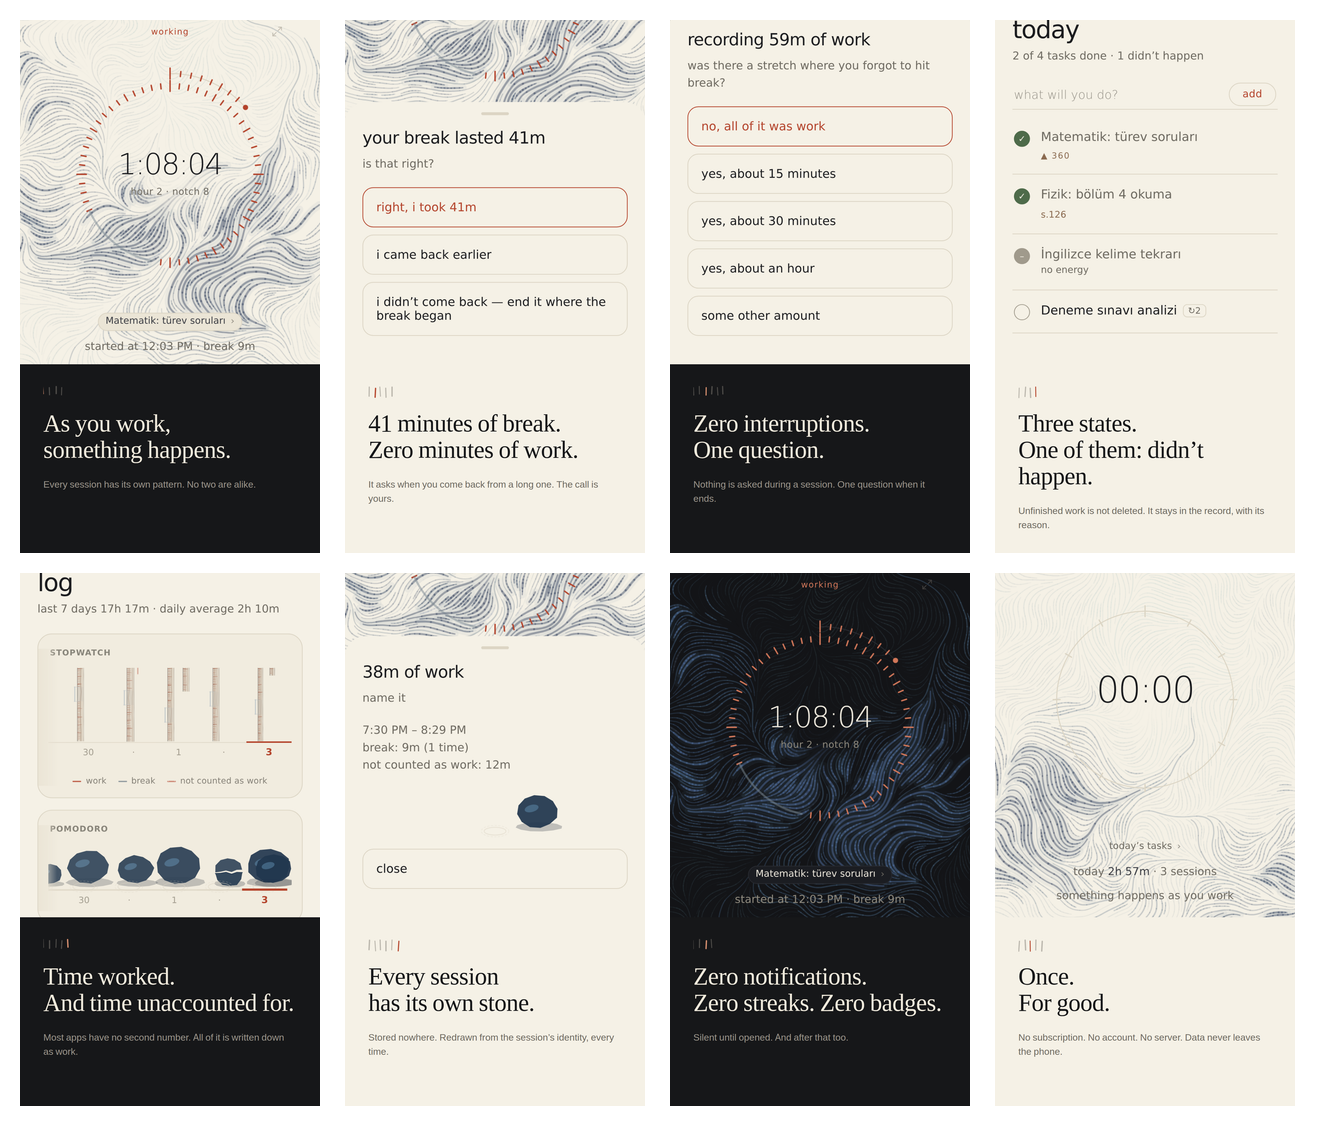 working
1:08:04
hour 2 · notch 8
Matematik: türev soruları ›
started at 12:03 PM · break 9m
As you work,
something happens.
Every session has its own pattern. No two are alike.
your break lasted 41m
is that right?
right, i took 41m
i came back earlier
i didn’t come back — end it where the
break began
41 minutes of break.
Zero minutes of work.
It asks when you come back from a long one. The call is
yours.
recording 59m of work
was there a stretch where you forgot to hit
break?
no, all of it was work
yes, about 15 minutes
yes, about 30 minutes
yes, about an hour
some other amount
Zero interruptions.
One question.
Nothing is asked during a session. One question when it
ends.
today
2 of 4 tasks done · 1 didn’t happen
what will you do?
add
Matematik: türev soruları
▲ 360
Fizik: bölüm 4 okuma
s.126
İngilizce kelime tekrarı
no energy
Deneme sınavı analizi ↻2
Three states.
One of them: didn’t
happen.
Unfinished work is not deleted. It stays in the record, with its
reason.
log
last 7 days 17h 17m · daily average 2h 10m
STOPWATCH
30 · 1 · 3
work break not counted as work
POMODORO
30 · 1 · 3
Time worked.
And time unaccounted for.
Most apps have no second number. All of it is written down
as work.
38m of work
name it
7:30 PM – 8:29 PM
break: 9m (1 time)
not counted as work: 12m
close
Every session
has its own stone.
Stored nowhere. Redrawn from the session’s identity, every
time.
working
1:08:04
hour 2 · notch 8
Matematik: türev soruları ›
started at 12:03 PM · break 9m
Zero notifications.
Zero streaks. Zero badges.
Silent until opened. And after that too.
00:00
today’s tasks ›
today 2h 57m · 3 sessions
something happens as you work
Once.
For good.
No subscription. No account. No server. Data never leaves
the phone.